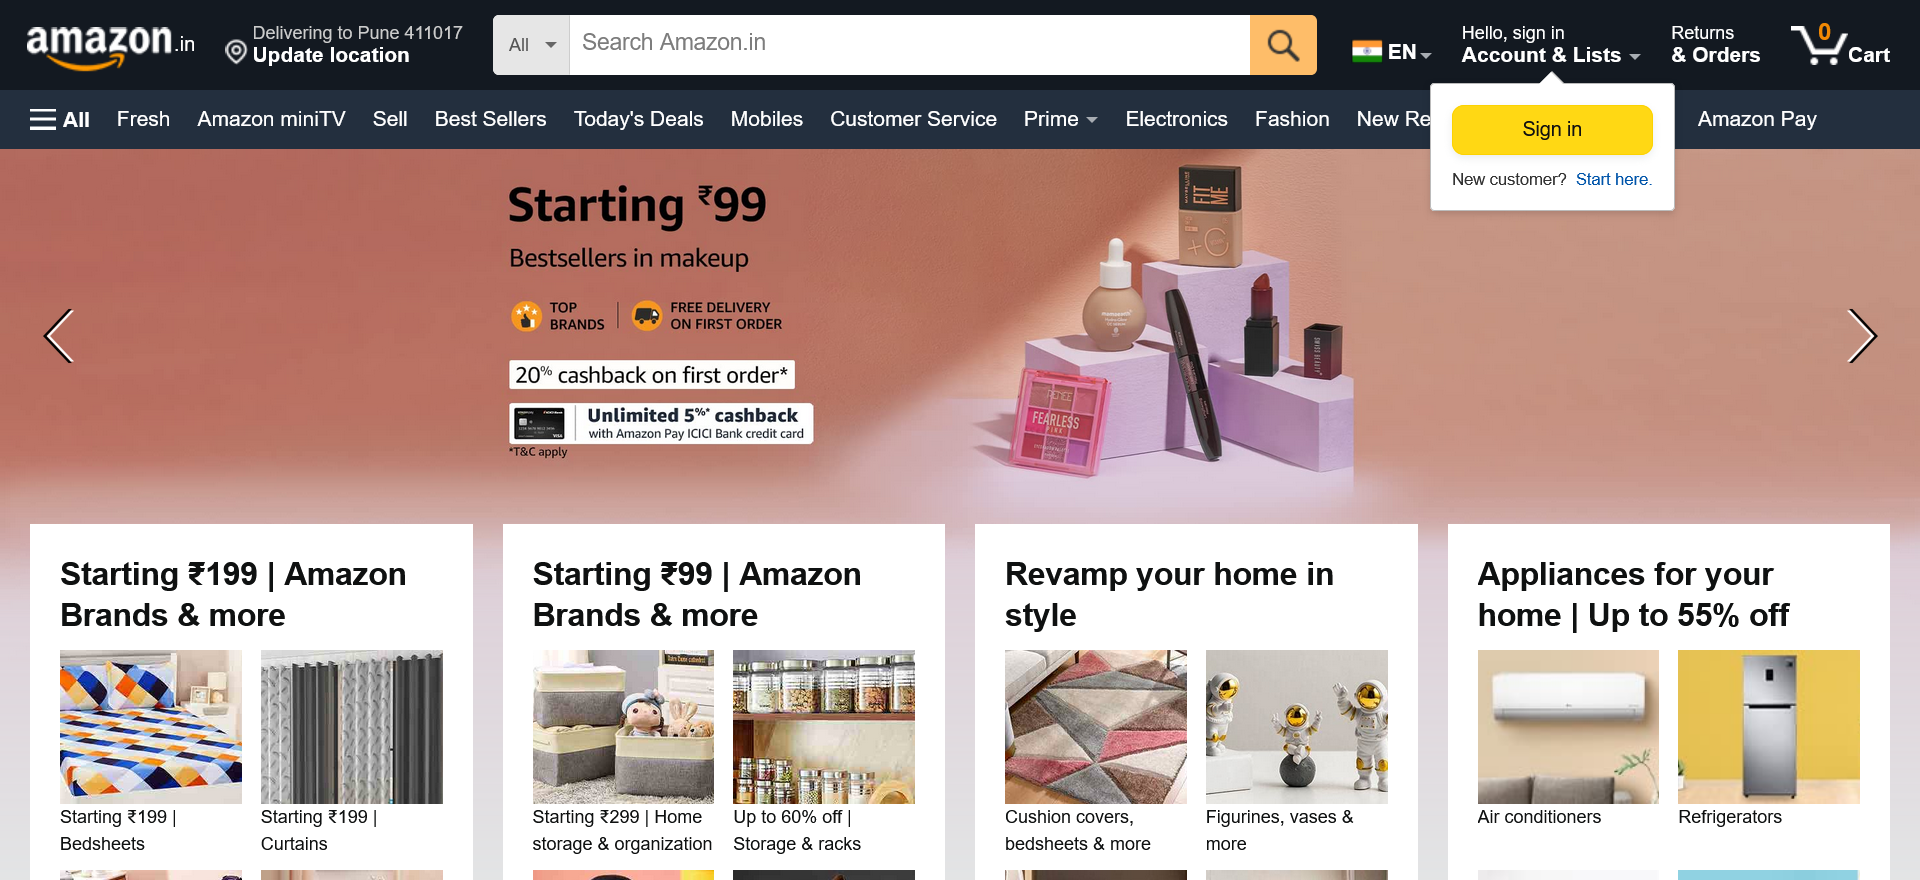 amazon.in
Delivering to Pune 411017
Update location
All
Search Amazon.in
EN
Hello, sign in
Account & Lists
Returns
& Orders
0
Cart
All
Fresh
Amazon miniTV
Sell
Best Sellers
Today's Deals
Mobiles
Customer Service
Prime
Electronics
Fashion
New Re
Amazon Pay
Sign in
New customer? Start here.
Starting ₹99
Bestsellers in makeup
TOP
BRANDS
FREE DELIVERY
ON FIRST ORDER
20% cashback on first order*
Unlimited 5%* cashback
with Amazon Pay ICICI Bank credit card
*T&C apply
MAYBELLINE
FIT
ME
mamaearth
RENEE
FEARLESS
PINK
SWISS BEAUTY
Starting ₹199 | Amazon
Brands & more
Starting ₹199 |
Bedsheets
Starting ₹199 |
Curtains
Starting ₹99 | Amazon
Brands & more
Starting ₹299 | Home
storage & organization
Up to 60% off |
Storage & racks
Revamp your home in
style
Cushion covers,
bedsheets & more
Figurines, vases &
more
Appliances for your
home | Up to 55% off
Air conditioners
Refrigerators